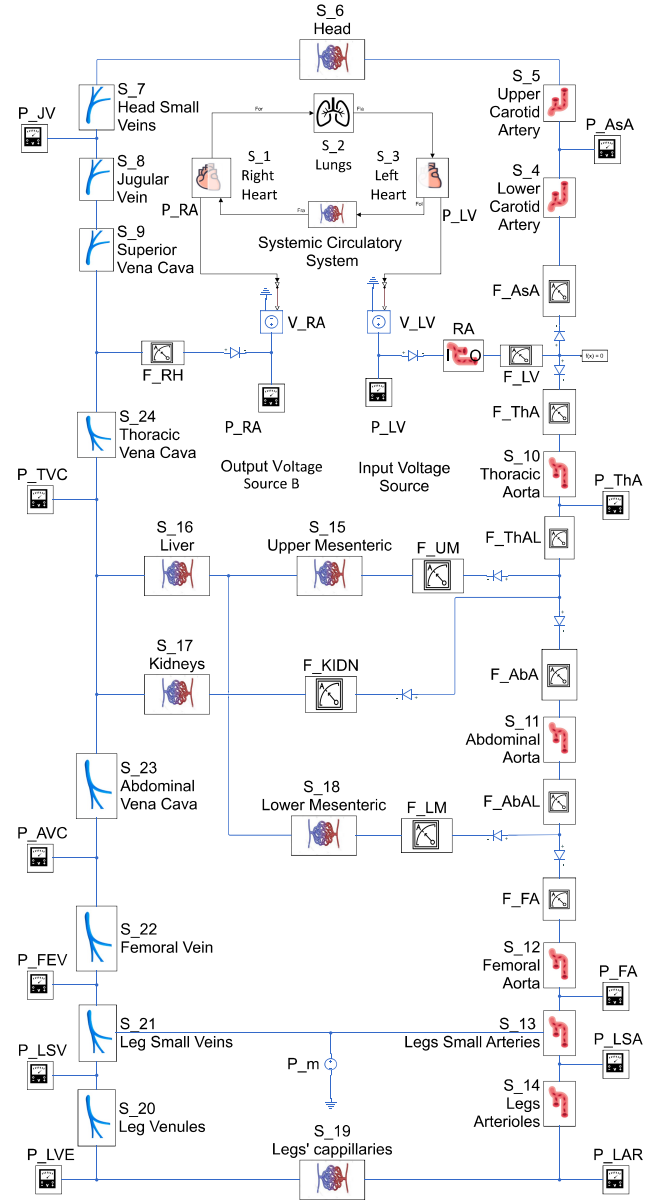 S_6
Head
S_7
Head Small
Veins
P_JV
S_8
Jugular
Vein
S_9
Superior
Vena Cava
S_5
Upper
Carotid
Artery
P_AsA
S_4
Lower
Carotid
Artery
S_2
Lungs
S_1
Right
Heart
S_3
Left
Heart
P_RA
P_LV
Systemic Circulatory
System
F_AsA
V_RA
V_LV
RA
I
O
F_RH
F_LV
f(x) = 0
P_RA
P_LV
F_ThA
Output Voltage
Source B
Input Voltage
Source
S_24
Thoracic
Vena Cava
P_TVC
S_10
Thoracic
Aorta
P_ThA
F_ThAL
S_16
Liver
S_15
Upper Mesenteric
F_UM
S_17
Kidneys
F_KIDN
F_AbA
S_11
Abdominal
Aorta
S_23
Abdominal
Vena Cava
S_18
Lower Mesenteric
F_LM
F_AbAL
P_AVC
F_FA
S_22
Femoral Vein
S_12
Femoral
Aorta
P_FEV
P_FA
S_21
Leg Small Veins
S_13
Legs Small Arteries
P_LSV
P_m
P_LSA
S_20
Leg Venules
S_14
Legs
Arterioles
S_19
Legs' cappillaries
P_LVE
P_LAR